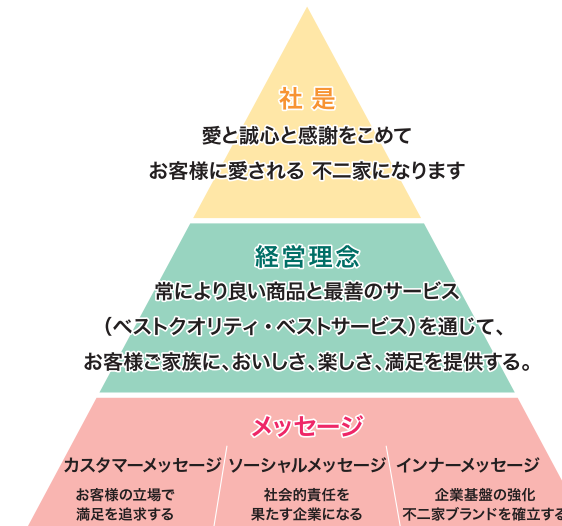 社是
愛と誠心と感謝をこめて
お客様に愛される 不二家になります
経営理念
常により良い商品と最善のサービス
（ベストクオリティ・ベストサービス）を通じて、
お客様ご家族に、おいしさ、楽しさ、満足を提供する。
メッセージ
カスタマーメッセージ
お客様の立場で
満足を追求する
ソーシャルメッセージ
社会的責任を
果たす企業になる
インナーメッセージ
企業基盤の強化
不二家ブランドを確立する